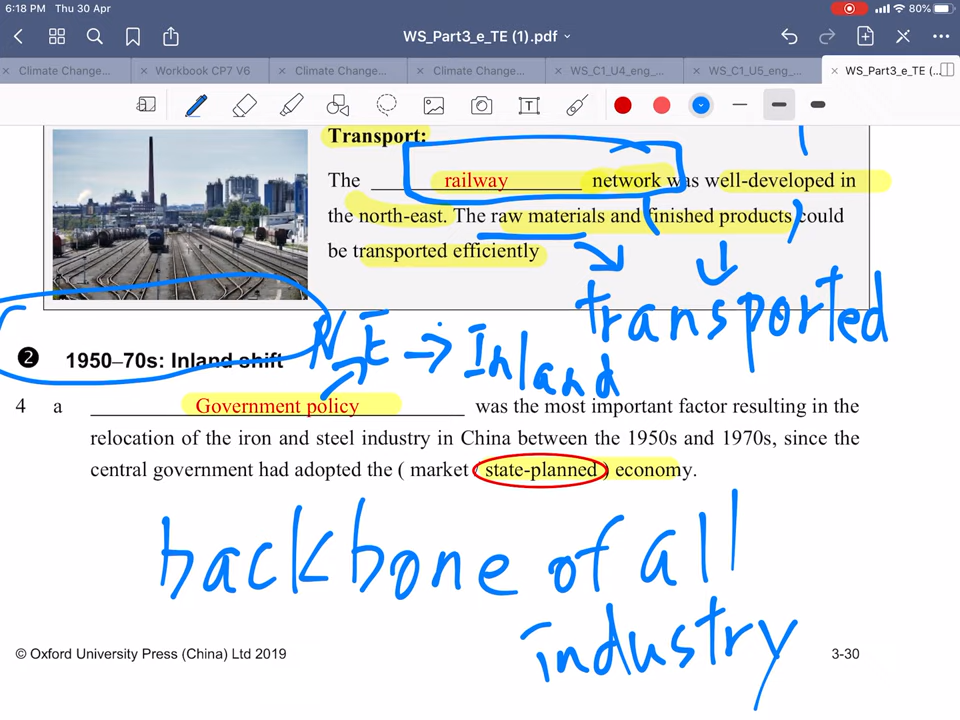 6:18 PM Thu 30 Apr
80%
WS_Part3_e_TE (1).pdf
Climate Change...
Workbook CP7 V6
Climate Change...
Climate Change...
WS_C1_U4_eng_...
WS_C1_U5_eng_...
WS_Part3_e_TE (...
Transport:
The railway network was well-developed in
the north-east. The raw materials and finished products could
be transported efficiently
transported
2 1950–70s: Inland shift
N.E → Inland
4 a Government policy was the most important factor resulting in the
relocation of the iron and steel industry in China between the 1950s and 1970s, since the
central government had adopted the ( market / state-planned ) economy.
backbone of all
industry
© Oxford University Press (China) Ltd 2019 3-30